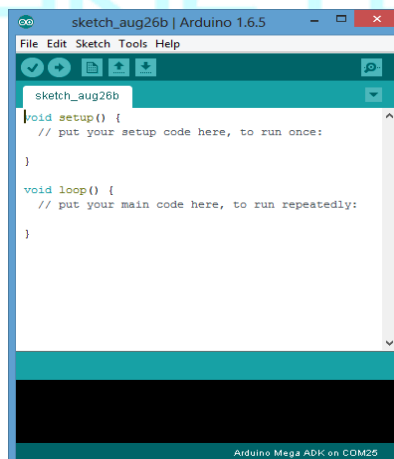 sketch_aug26b | Arduino 1.6.5
File Edit Sketch Tools Help
sketch_aug26b
void setup() {
  // put your setup code here, to run once:
}
void loop() {
  // put your main code here, to run repeatedly:
}
Arduino Mega ADK on COM25